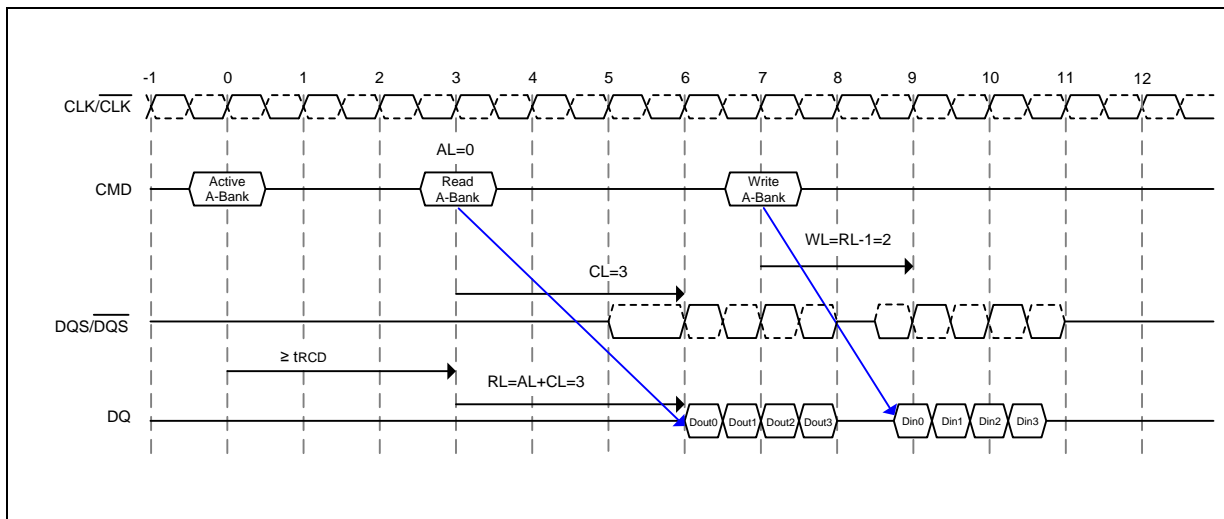 -1 0 1 2 3 4 5 6 7 8 9 10 11 12
CLK/CLK
AL=0
CMD
Active
A-Bank
Read
A-Bank
Write
A-Bank
WL=RL-1=2
CL=3
DQS/DQS
≥ tRCD
RL=AL+CL=3
DQ
Dout0 Dout1 Dout2 Dout3 Din0 Din1 Din2 Din3